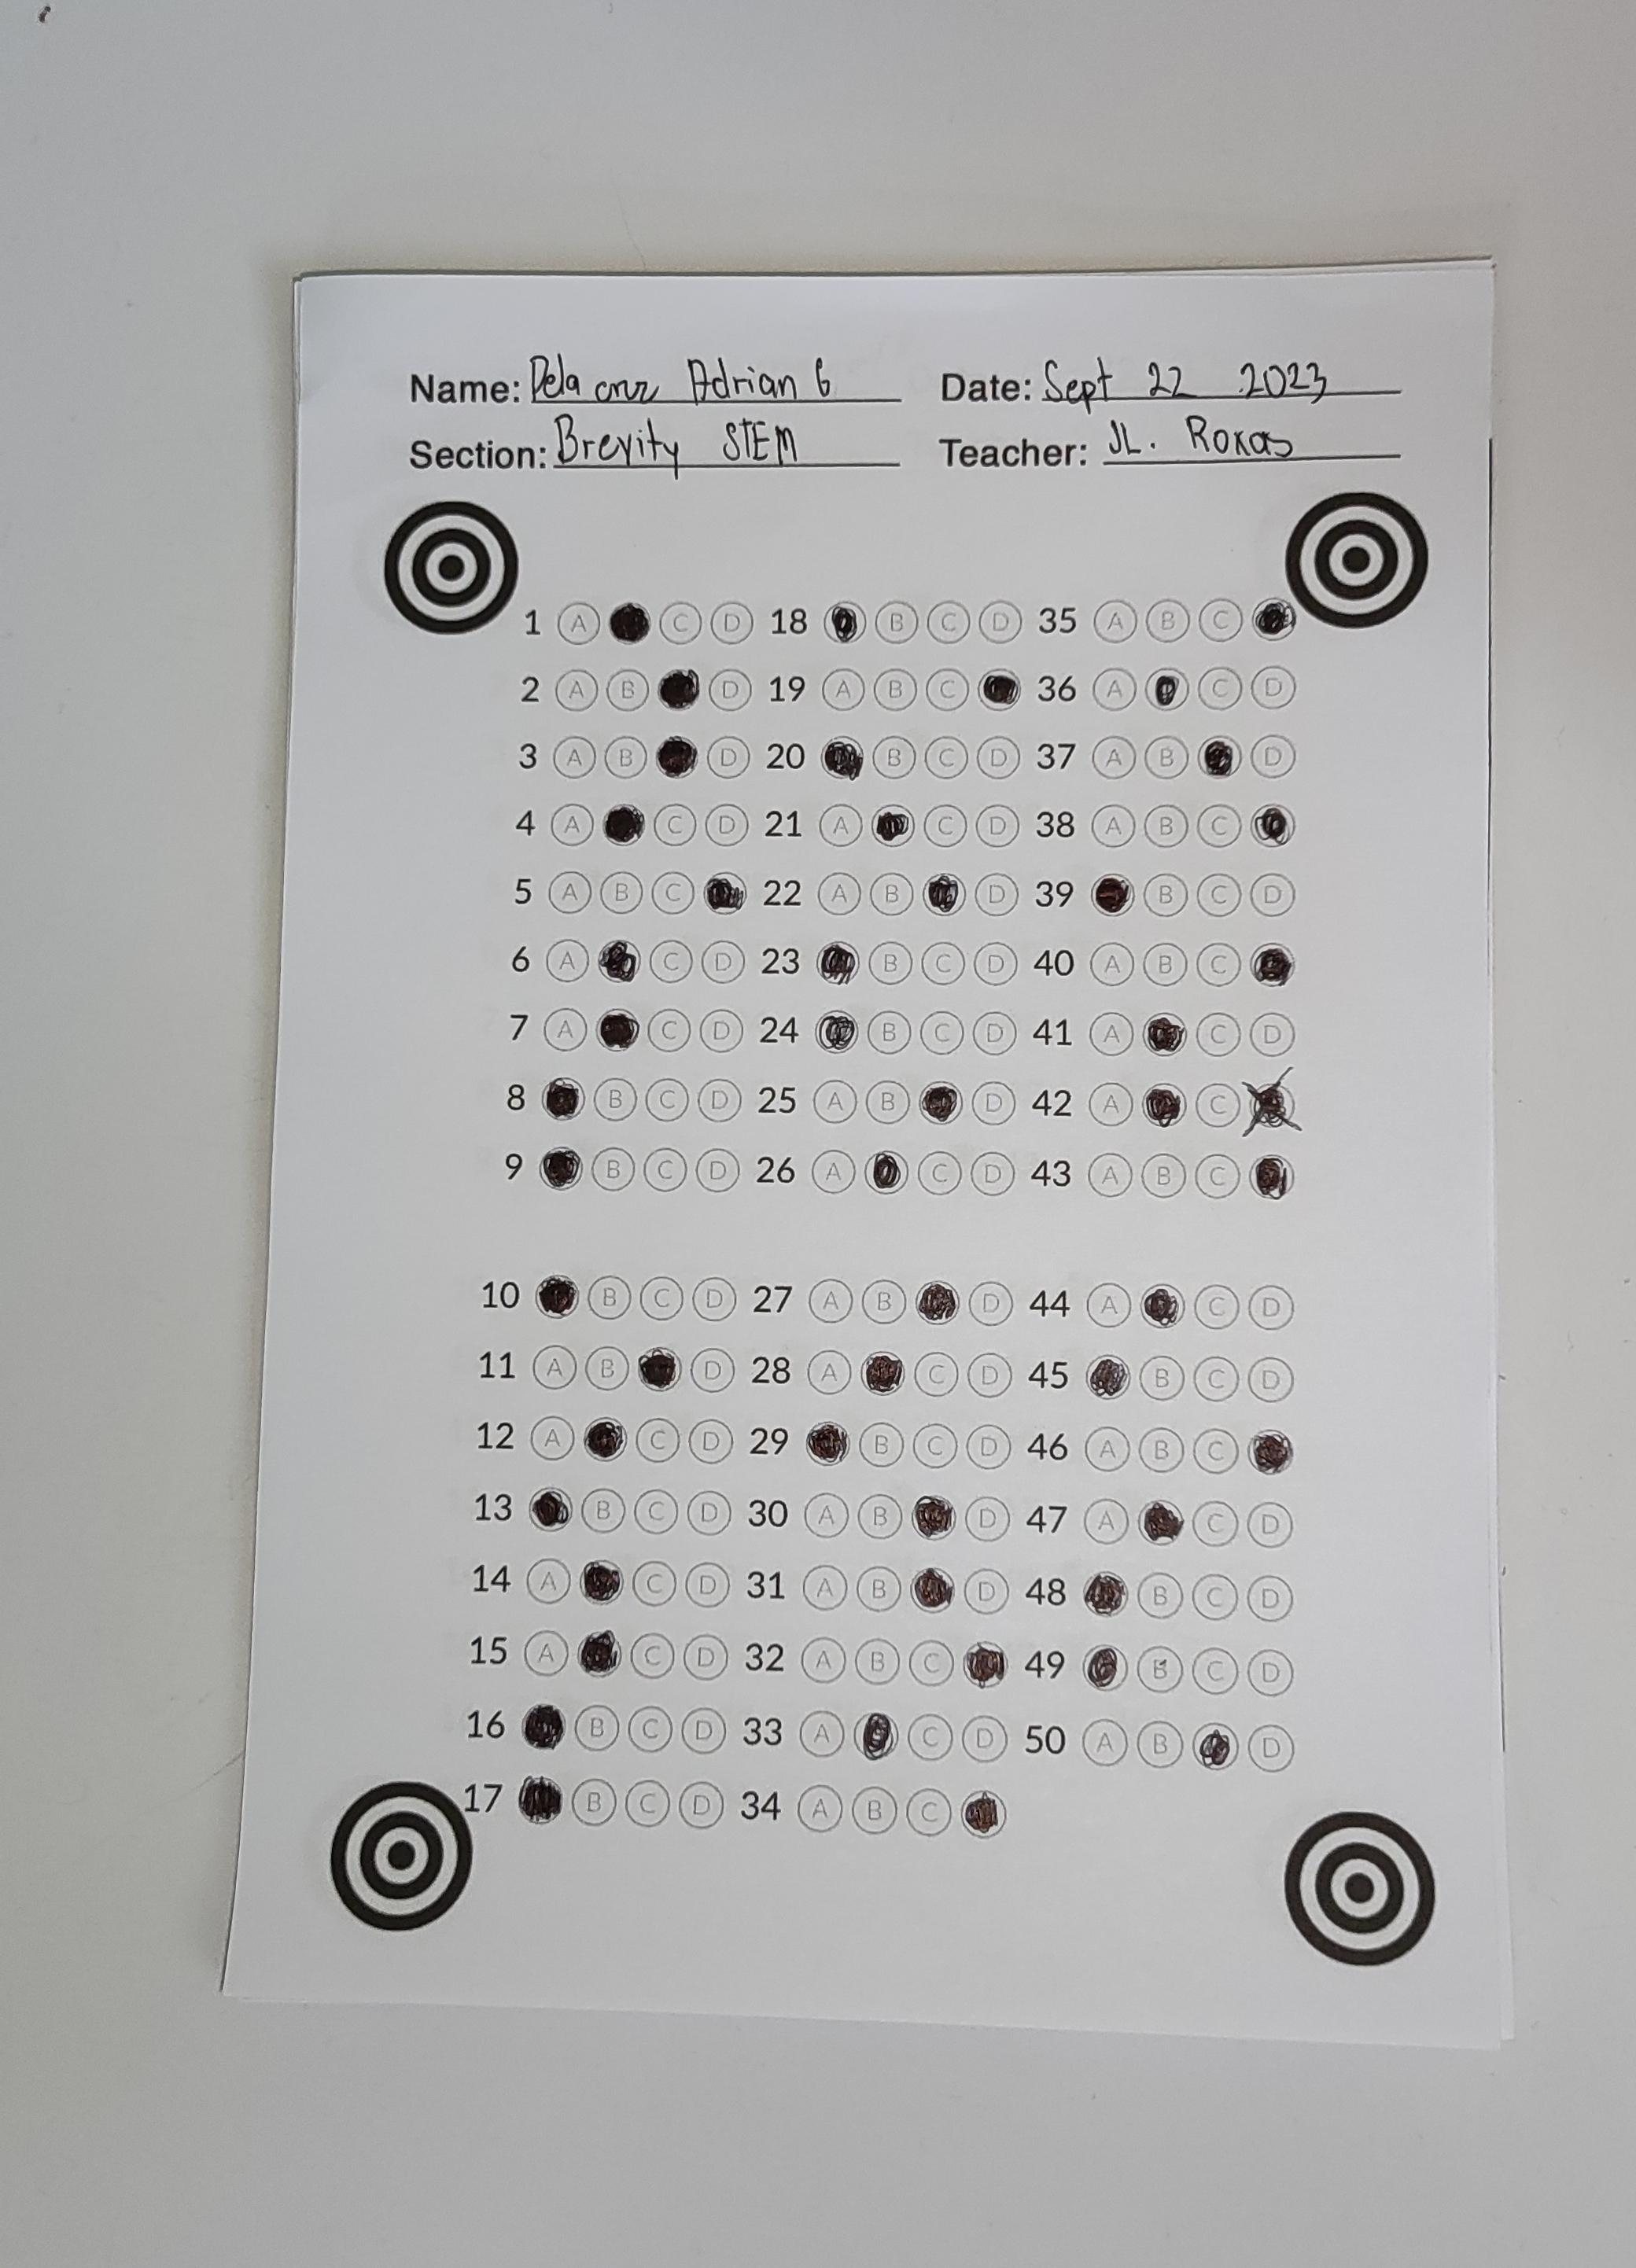 Name: Dela cruz Adrian G Date: Sept 22 2023
Section: Brevity STEM Teacher: JL. Roxas
1 A C D 18 B C D 35 A B C
2 A B D 19 A B C 36 A C D
3 A B D 20 B C D 37 A B D
4 A C D 21 A C D 38 A B C
5 A B C 22 A B D 39 B C D
6 A C D 23 B C D 40 A B C
7 A C D 24 B C D 41 A C D
8 B C D 25 A B D 42 A C
9 B C D 26 A C D 43 A B C
10 B C D 27 A B D 44 A C D
11 A B D 28 A C D 45 B C D
12 A C D 29 B C D 46 A B C
13 B C D 30 A B D 47 A C D
14 A C D 31 A B D 48 B C D
15 A C D 32 A B C 49 B C D
16 B C D 33 A C D 50 A B D
17 B C D 34 A B C